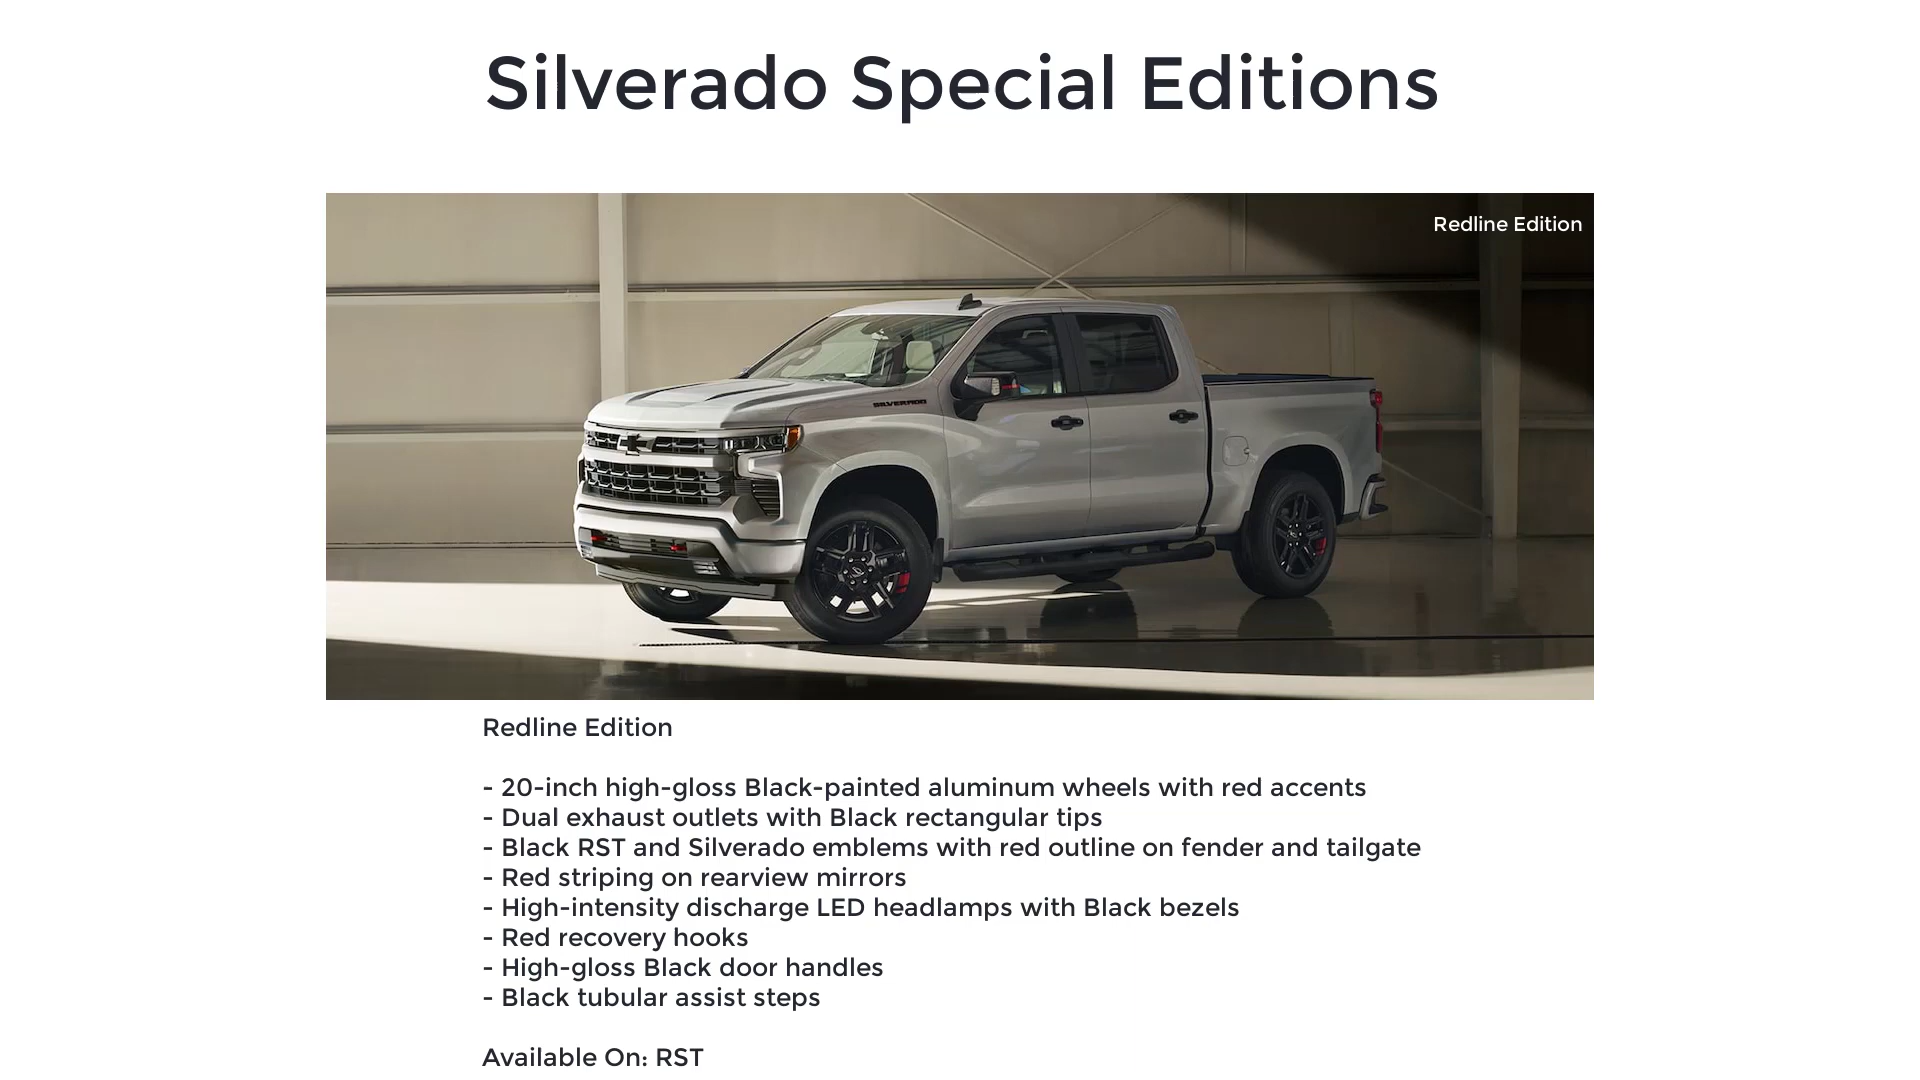 Silverado Special Editions
Redline Edition
SILVERADO
Redline Edition
- 20-inch high-gloss Black-painted aluminum wheels with red accents
- Dual exhaust outlets with Black rectangular tips
- Black RST and Silverado emblems with red outline on fender and tailgate
- Red striping on rearview mirrors
- High-intensity discharge LED headlamps with Black bezels
- Red recovery hooks
- High-gloss Black door handles
- Black tubular assist steps
Available On: RST